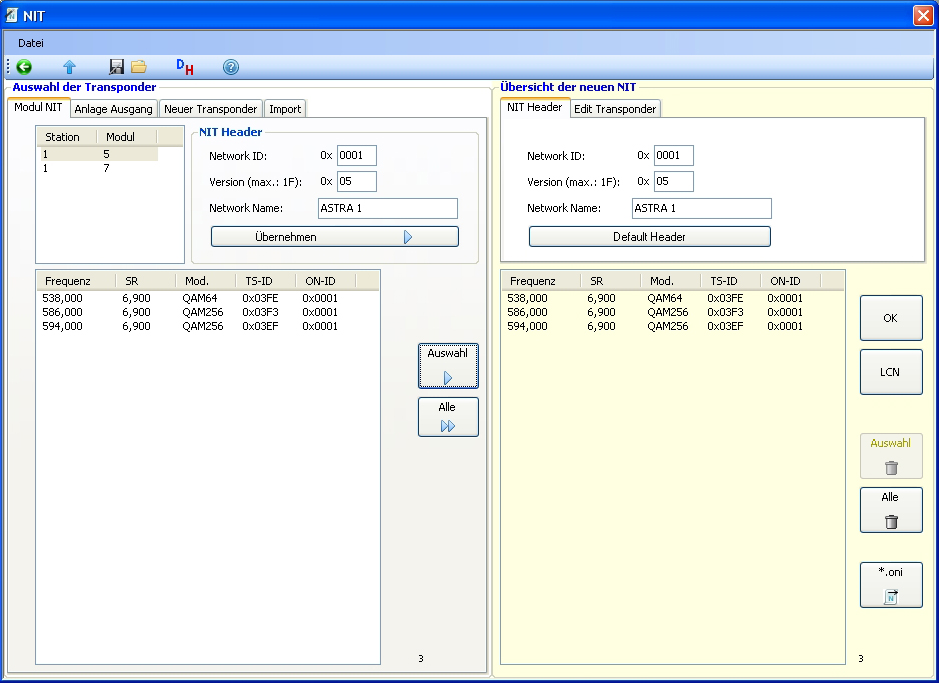 NIT
Datei
DH
Auswahl der Transponder
Modul NIT Anlage Ausgang Neuer Transponder Import
Station Modul
1 5
1 7
NIT Header
Network ID: 0x 0001
Version (max.: 1F): 0x 05
Network Name: ASTRA 1
Übernehmen
Frequenz SR Mod. TS-ID ON-ID
538,000 6,900 QAM64 0x03FE 0x0001
586,000 6,900 QAM256 0x03F3 0x0001
594,000 6,900 QAM256 0x03EF 0x0001
Auswahl
Alle
3
Übersicht der neuen NIT
NIT Header Edit Transponder
Network ID: 0x 0001
Version (max.: 1F): 0x 05
Network Name: ASTRA 1
Default Header
Frequenz SR Mod. TS-ID ON-ID
538,000 6,900 QAM64 0x03FE 0x0001
586,000 6,900 QAM256 0x03F3 0x0001
594,000 6,900 QAM256 0x03EF 0x0001
OK
LCN
Auswahl
Alle
*.oni
N
3